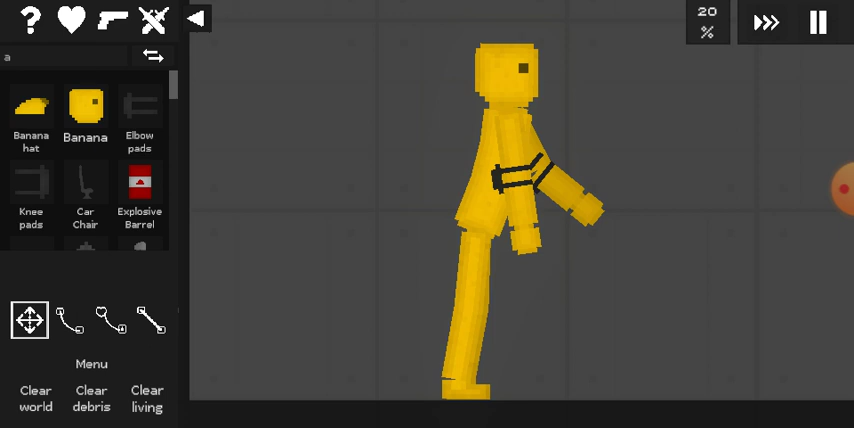 20
%
a
Banana
hat
Banana
Elbow
pads
Knee
pads
Car
Chair
Explosive
Barrel
Menu
Clear
world
Clear
debris
Clear
living